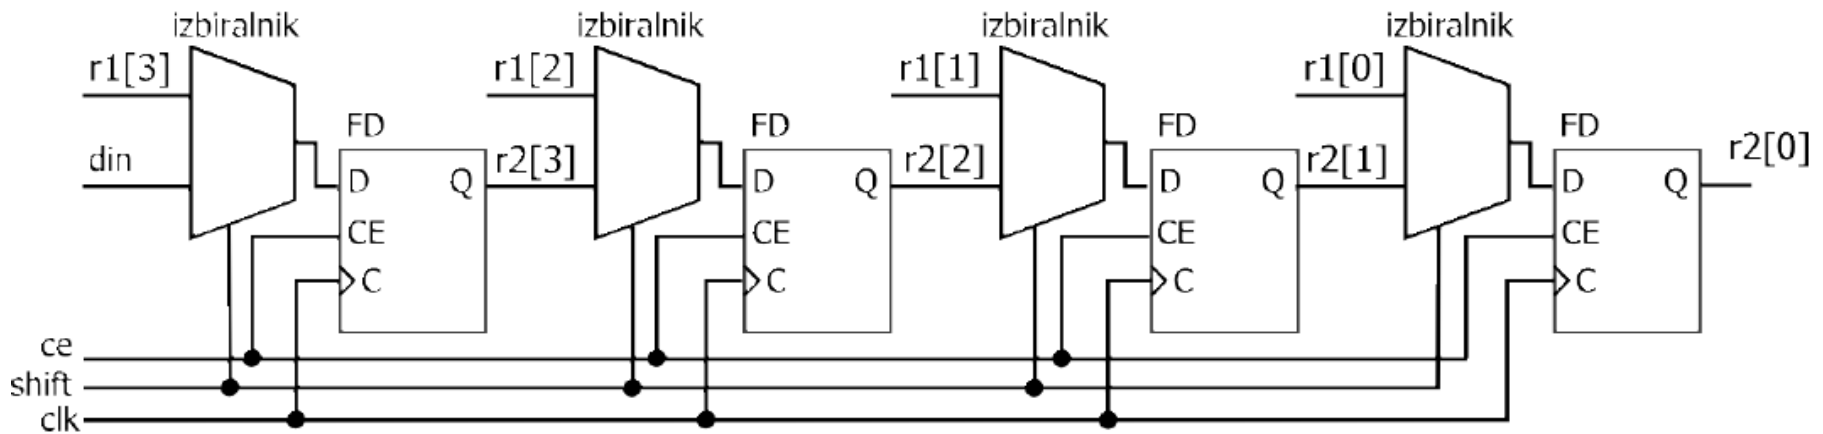 izbiralnik izbiralnik izbiralnik izbiralnik
r1[3] r1[2] r1[1] r1[0]
FD FD FD FD
din r2[3] r2[2] r2[1] r2[0]
D Q D Q D Q D Q
CE CE CE CE
C C C C
ce
shift
clk